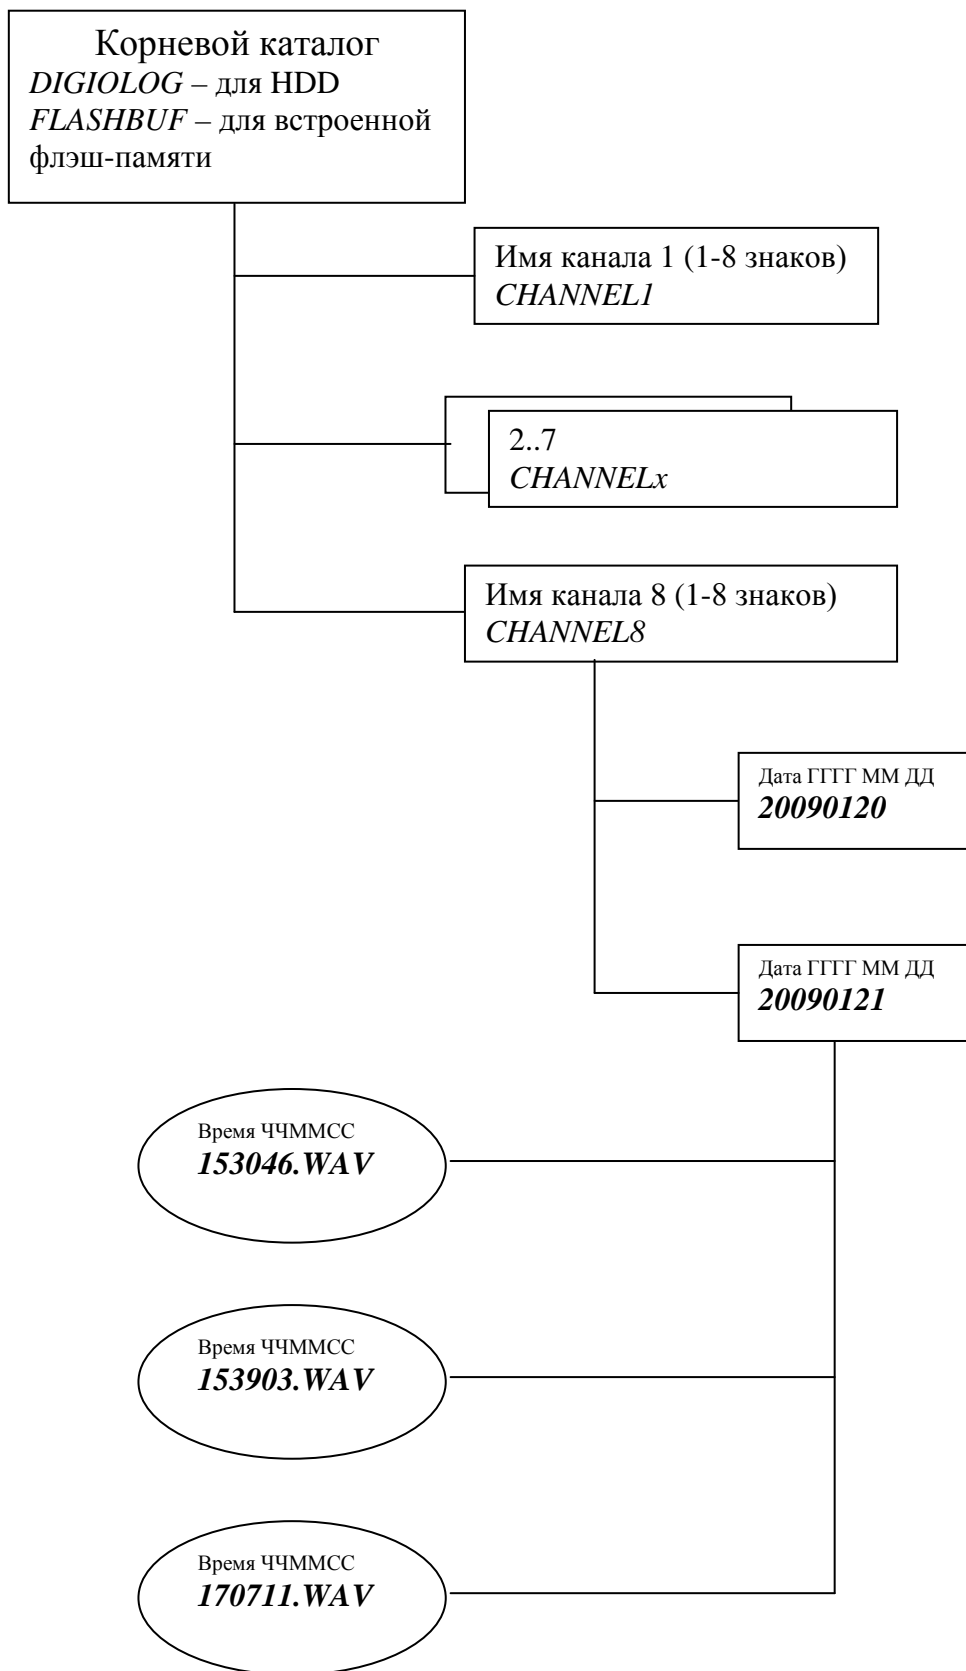 Корневой каталог
DIGIOLOG – для HDD
FLASHBUF – для встроенной
флэш-памяти
Имя канала 1 (1-8 знаков)
CHANNEL1
2..7
CHANNELx
Имя канала 8 (1-8 знаков)
CHANNEL8
Дата ГГГГ ММ ДД
20090120
Дата ГГГГ ММ ДД
20090121
Время ЧЧММСС
153046.WAV
Время ЧЧММСС
153903.WAV
Время ЧЧММСС
170711.WAV